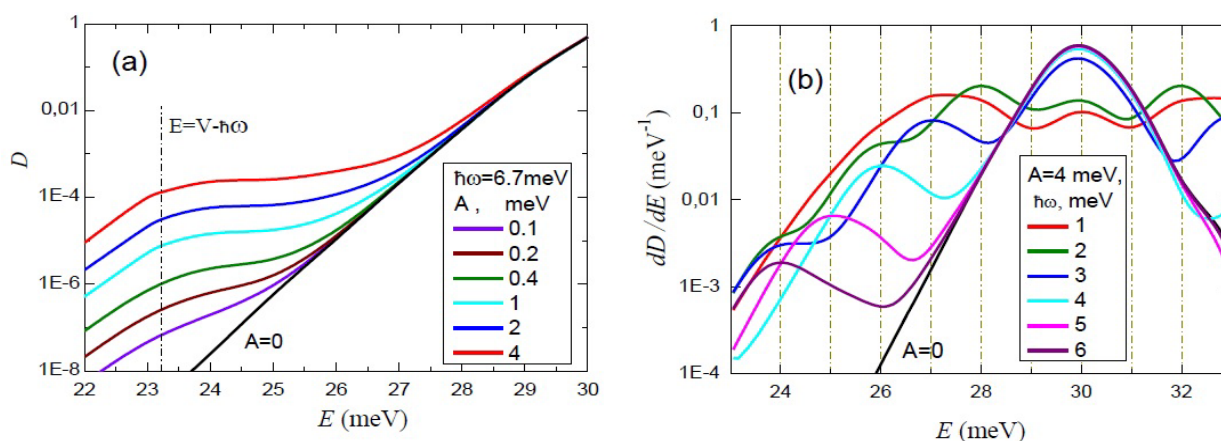 (a)
1
0,01
1E-4
1E-6
1E-8
D
E=V-ħω
A=0
ħω=6.7meV
A , meV
0.1
0.2
0.4
1
2
4
22 23 24 25 26 27 28 29 30
E (meV)
(b)
1
0,1
0,01
1E-3
1E-4
dD/dE (meV⁻¹)
A=0
A=4 meV,
ħω, meV
1
2
3
4
5
6
24 26 28 30 32
E (meV)